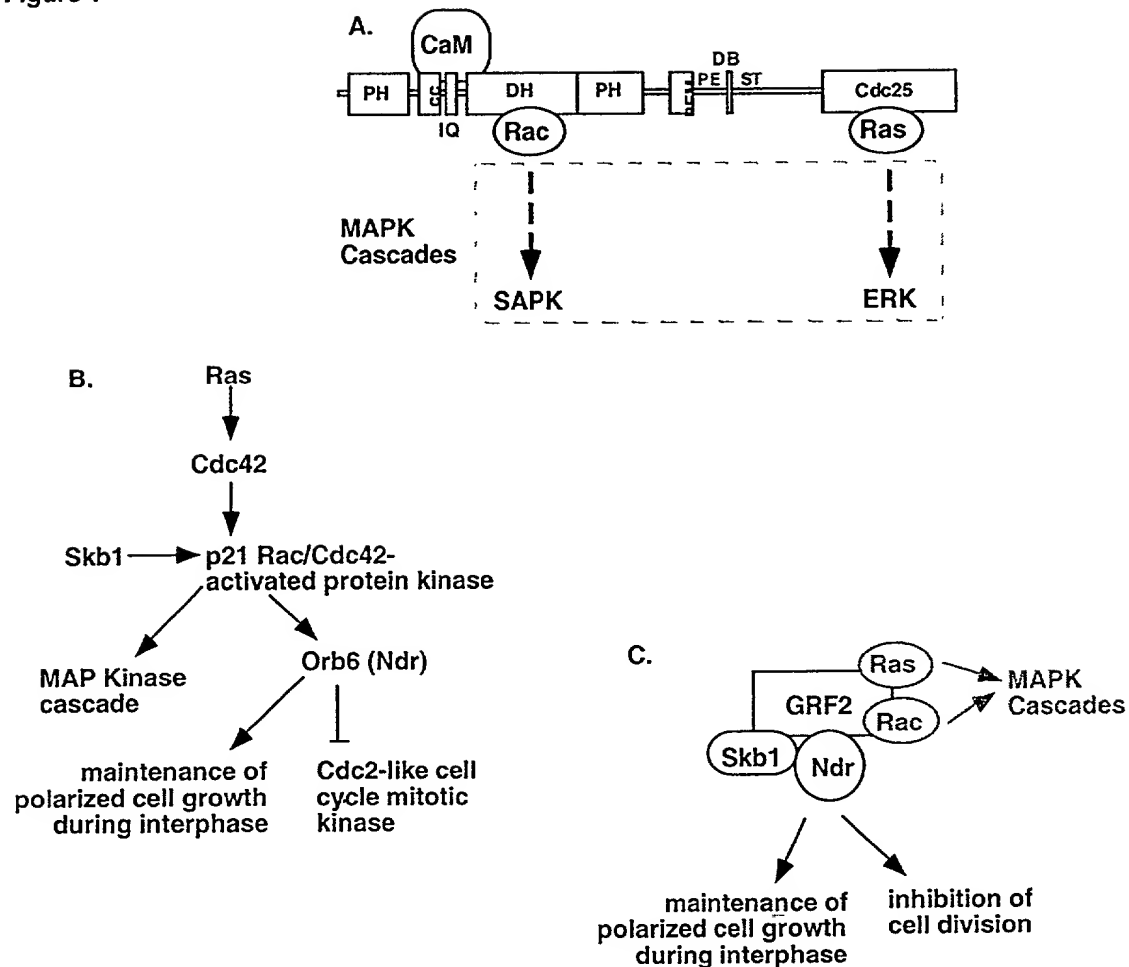 A.
CaM
DB
PH
CC
DH
PH
PE
ST
Cdc25
IQ
Rac
Ras
MAPK
Cascades
SAPK
ERK
B.
Ras
Cdc42
Skb1
p21 Rac/Cdc42-
activated protein kinase
MAP Kinase
cascade
Orb6 (Ndr)
maintenance of
polarized cell growth
during interphase
Cdc2-like cell
cycle mitotic
kinase
C.
Ras
GRF2
Rac
MAPK
Cascades
Skb1
Ndr
maintenance of
polarized cell growth
during interphase
inhibition of
cell division